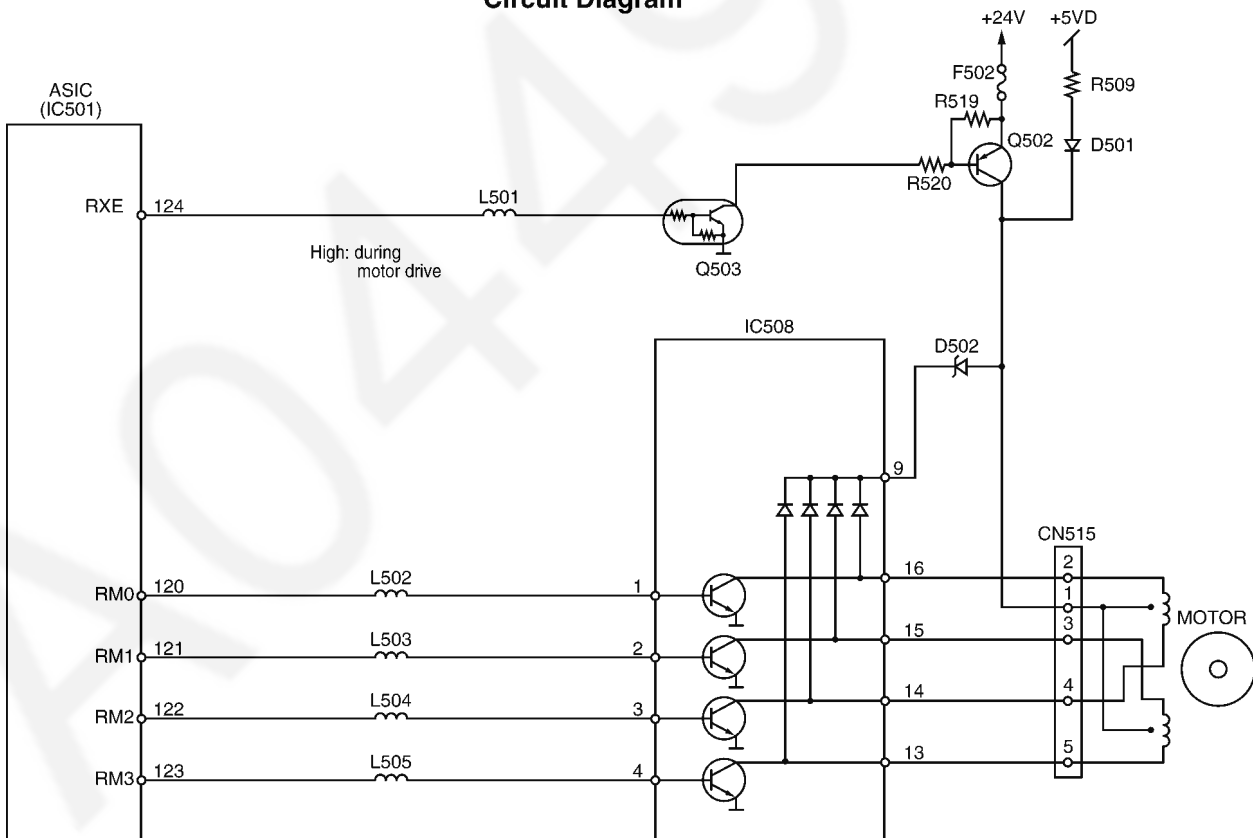 Circuit Diagram
+24V +5VD
F502
R509
R519
ASIC
(IC501)
Q502
D501
R520
RXE 124
L501
High: during
motor drive
Q503
IC508
D502
9
CN515
RM0 120
L502
1
16
2
1
MOTOR
RM1 121
L503
2
15
3
RM2 122
L504
3
14
4
RM3 123
L505
4
13
5